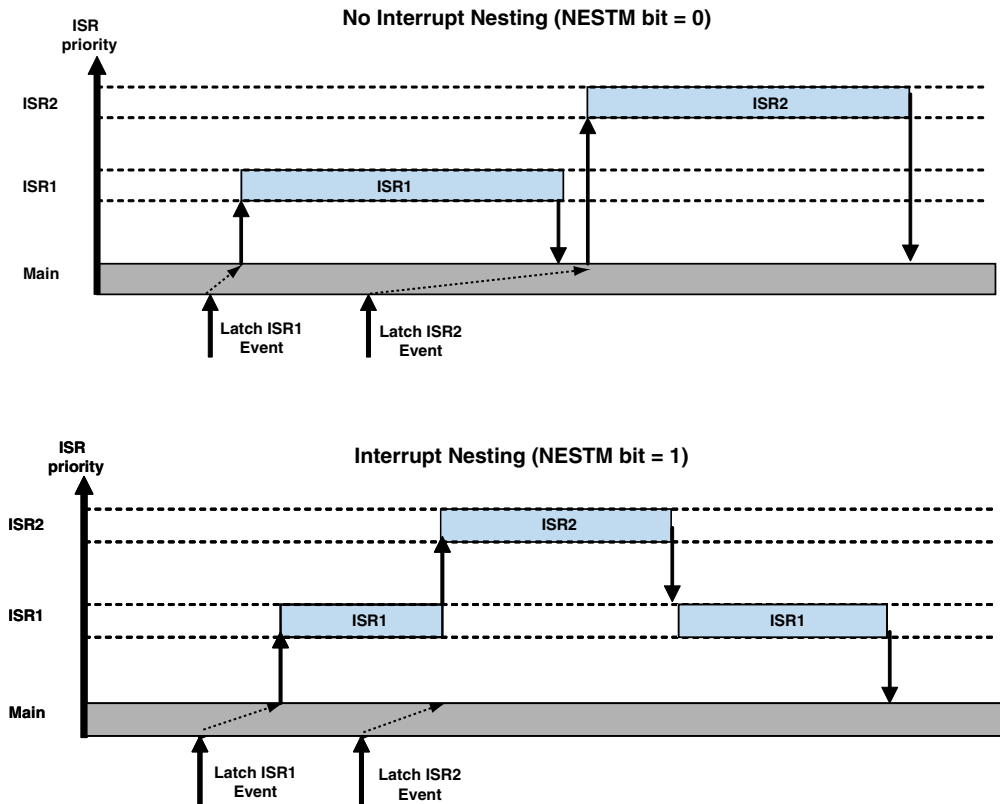 No Interrupt Nesting (NESTM bit = 0)
ISR
priority
ISR2
ISR2
ISR1
ISR1
Main
Latch ISR1
Event
Latch ISR2
Event
Interrupt Nesting (NESTM bit = 1)
ISR
priority
ISR2
ISR2
ISR1
ISR1
ISR1
Main
Latch ISR1
Event
Latch ISR2
Event